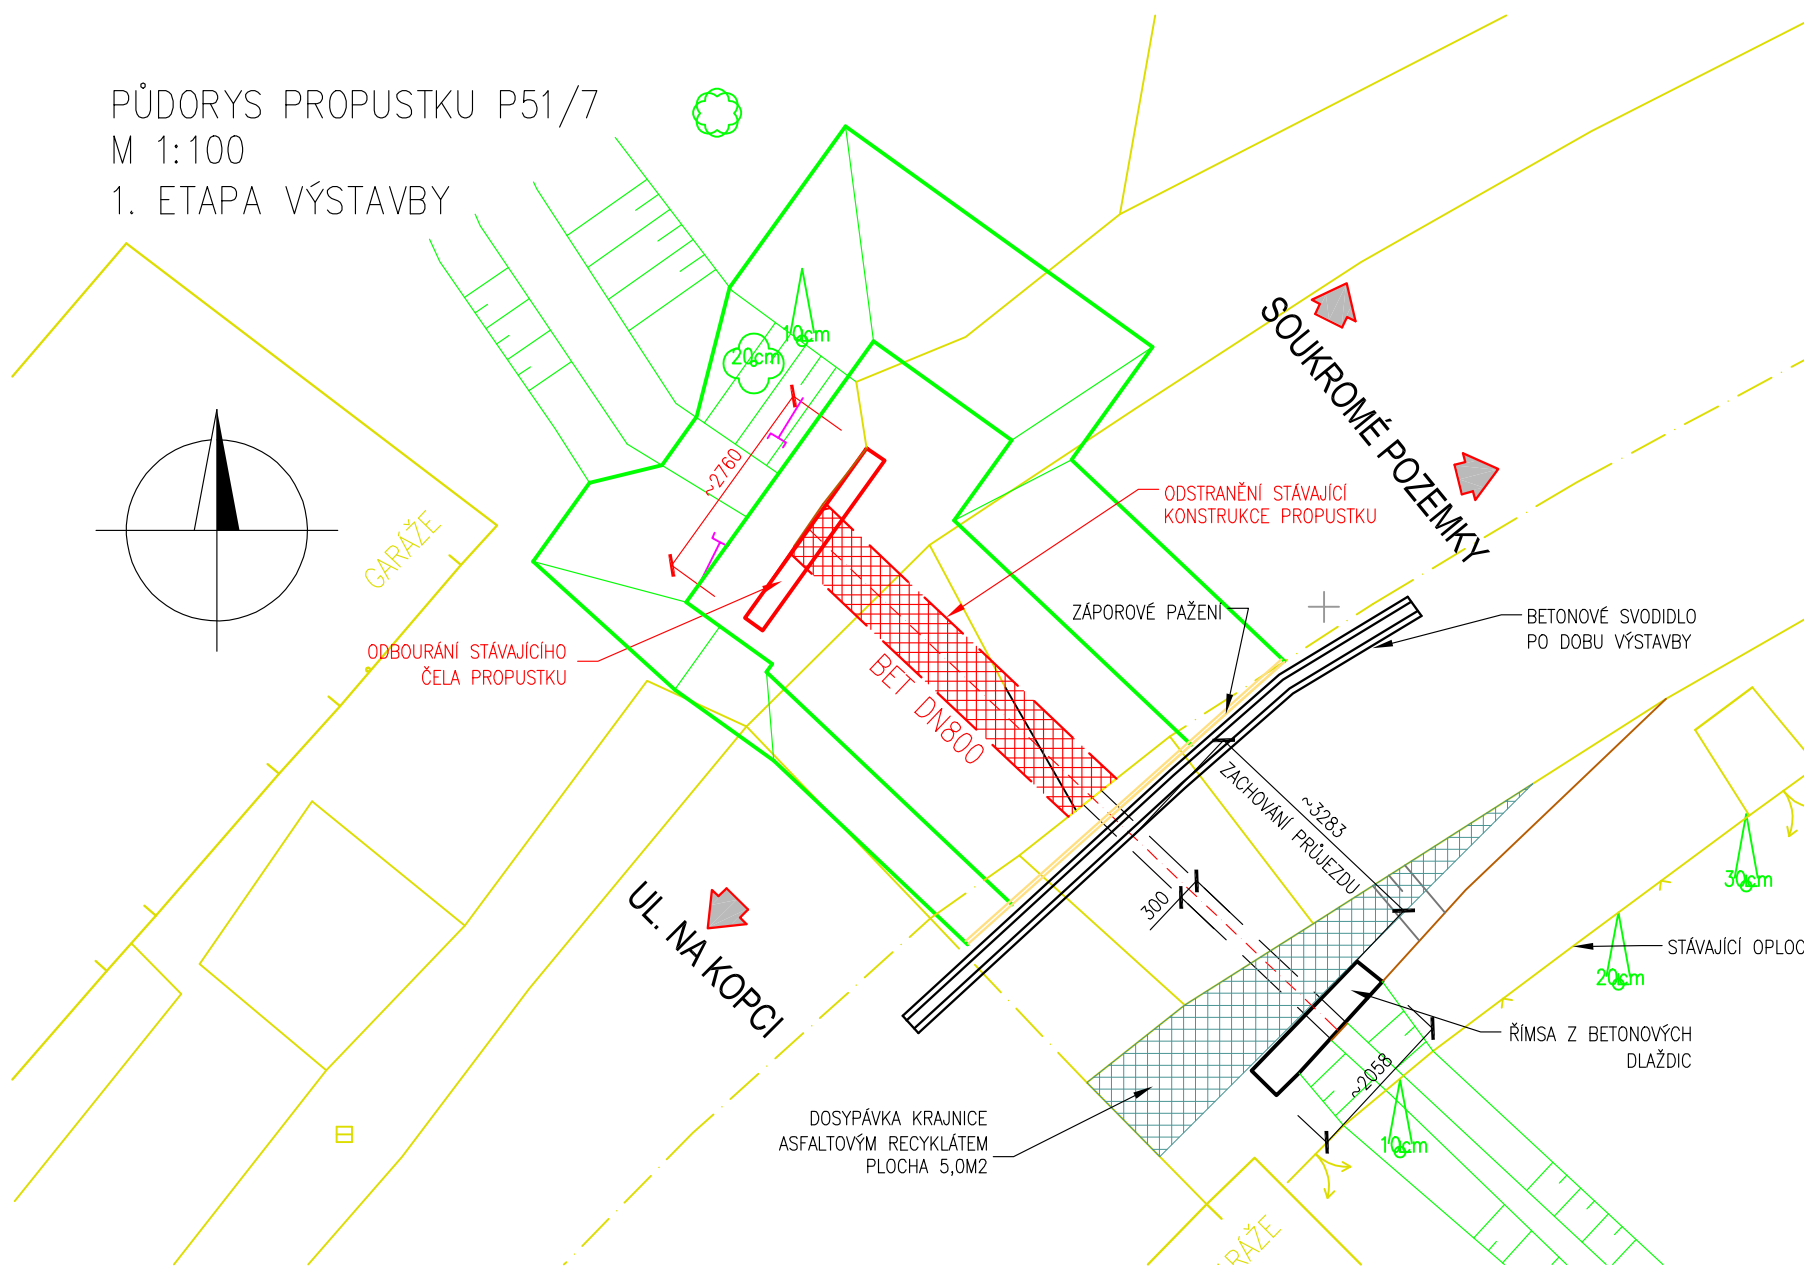 PŮDORYS PROPUSTKU P51/7
M 1:100
1. ETAPA VÝSTAVBY
10cm
20cm
SOUKROMÉ POZEMKY
~2760
GARÁŽE
ODSTRANĚNÍ STÁVAJÍCÍ
KONSTRUKCE PROPUSTKU
ZÁPOROVÉ PAŽENÍ
BETONOVÉ SVODIDLO
PO DOBU VÝSTAVBY
ODBOURÁNÍ STÁVAJÍCÍHO
ČELA PROPUSTKU
BET DN800
ZACHOVÁNÍ PRŮJEZDU
~3283
300
UL. NA KOPCI
30cm
STÁVAJÍCÍ OPLOC
20cm
ŘÍMSA Z BETONOVÝCH
DLAŽDIC
~2058
10cm
DOSYPÁVKA KRAJNICE
ASFALTOVÝM RECYKLÁTEM
PLOCHA 5,0M2
RÁŽE